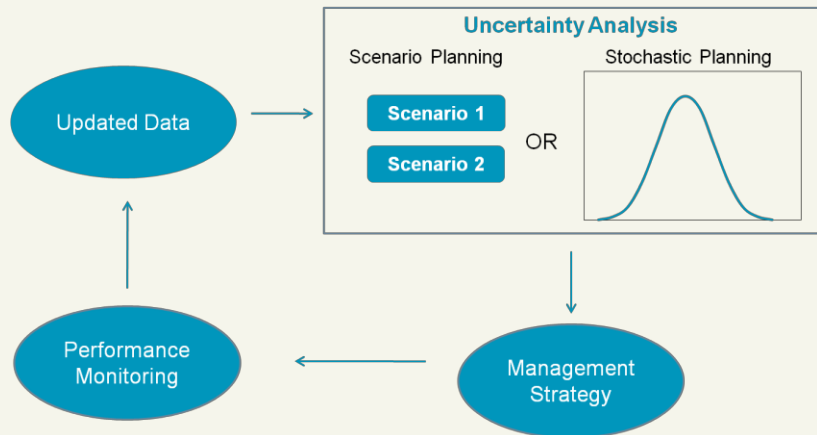 Uncertainty Analysis
Scenario Planning
Stochastic Planning
Updated Data
Scenario 1
OR
Scenario 2
Performance
Monitoring
Management
Strategy